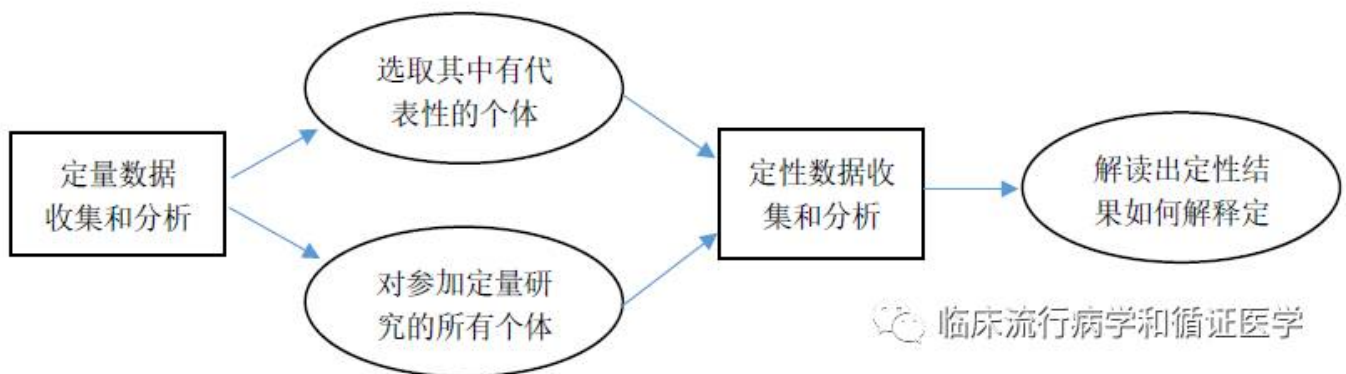 定量数据
收集和分析
选取其中有代
表性的个体
对参加定量研
究的所有个体
定性数据收
集和分析
解读出定性结
果如何解释定
临床流行病学和循证医学